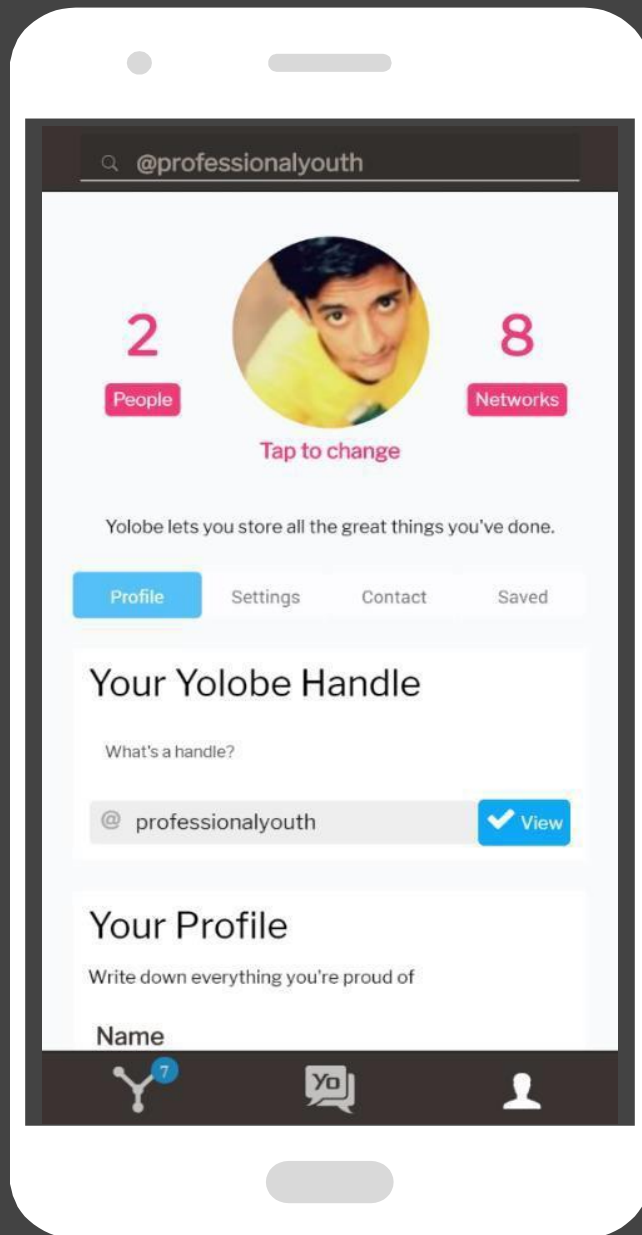 @professionalyouth
2
8
People
Networks
Tap to change
Yolobe lets you store all the great things you've done.
Profile Settings Contact Saved
Your Yolobe Handle
What's a handle?
@ professionalyouth View
Your Profile
Write down everything you're proud of
Name
7
Yo